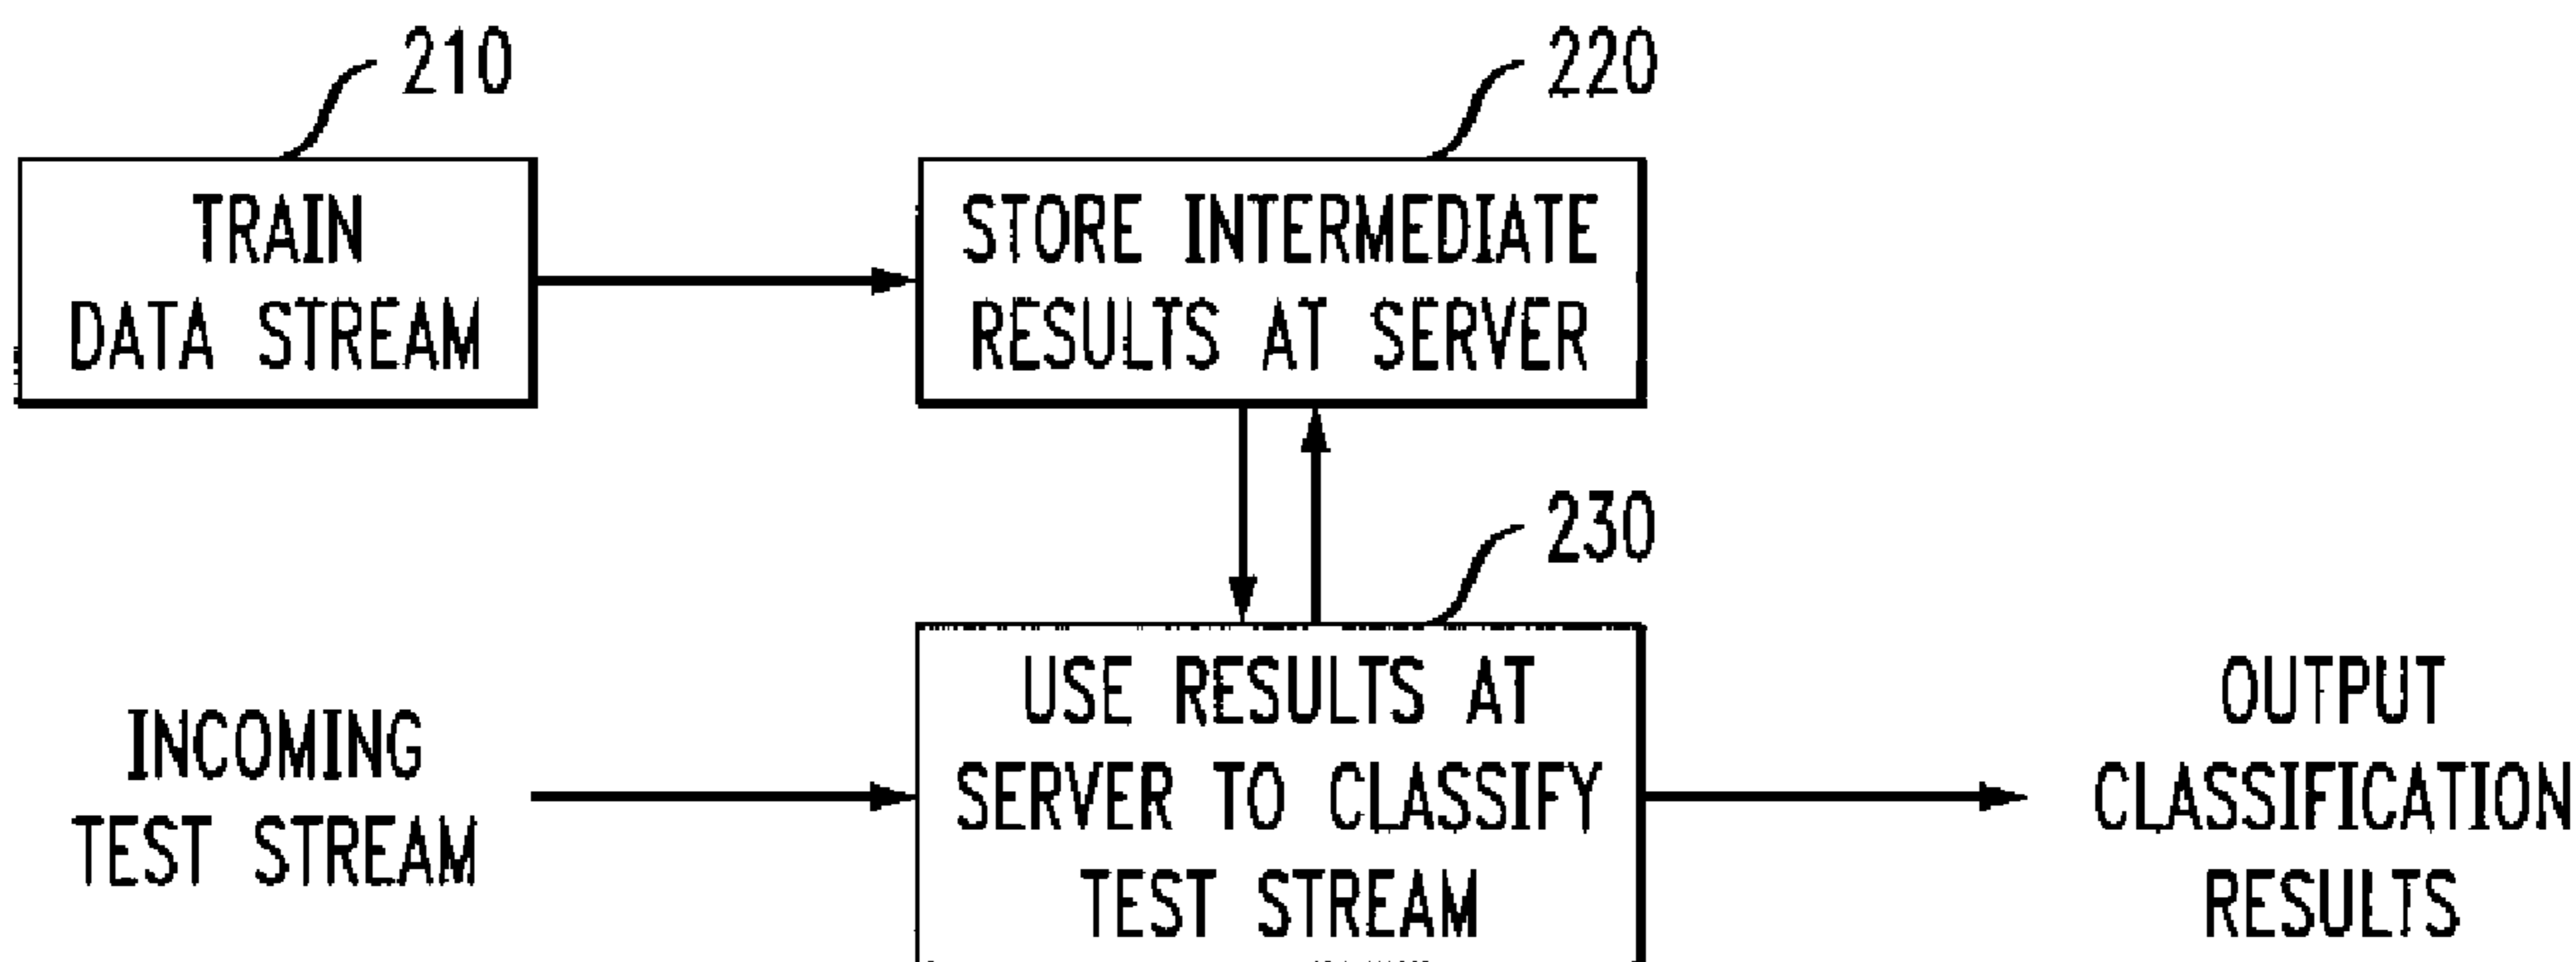 210
TRAIN
DATA STREAM
220
STORE INTERMEDIATE
RESULTS AT SERVER
230
INCOMING
TEST STREAM
USE RESULTS AT
SERVER TO CLASSIFY
TEST STREAM
OUTPUT
CLASSIFICATION
RESULTS